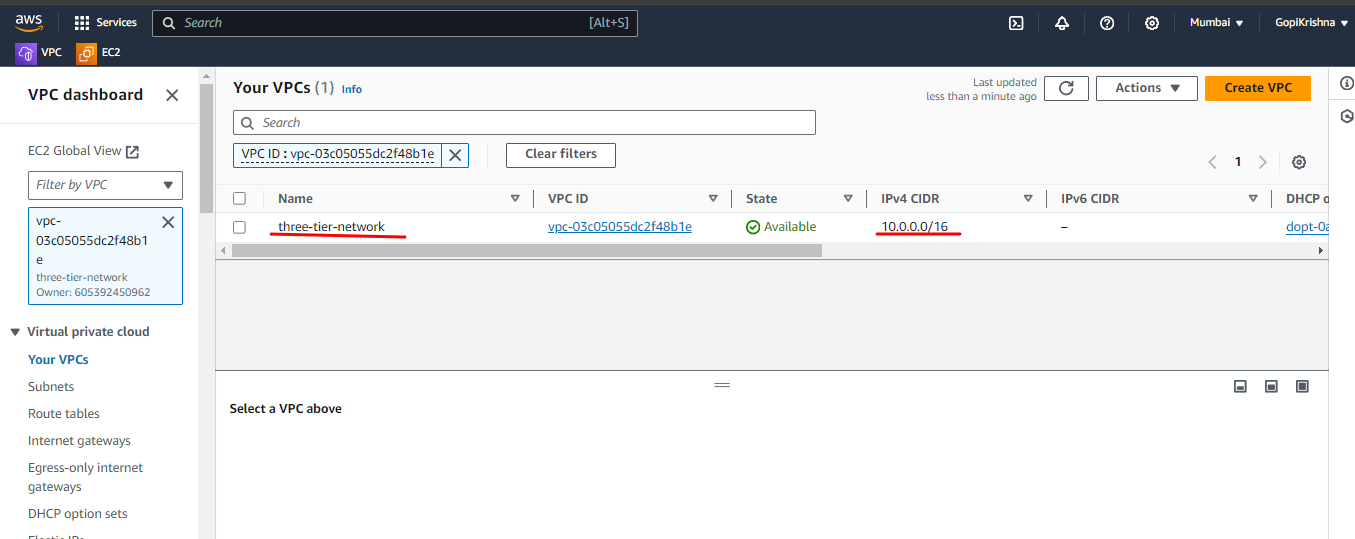 aws
Services
Search
[Alt+S]
Mumbai
GopiKrishna
VPC
EC2
VPC dashboard
EC2 Global View
Filter by VPC
vpc-
03c05055dc2f48b1
e
three-tier-network
Owner: 605392450962
Virtual private cloud
Your VPCs
Subnets
Route tables
Internet gateways
Egress-only internet
gateways
DHCP option sets
Elastic IPs
Your VPCs (1) Info
Last updated
less than a minute ago
Actions
Create VPC
Search
VPC ID : vpc-03c05055dc2f48b1e
Clear filters
1
Name VPC ID State IPv4 CIDR IPv6 CIDR DHCP o
three-tier-network vpc-03c05055dc2f48b1e Available 10.0.0.0/16 – dopt-0a
Select a VPC above